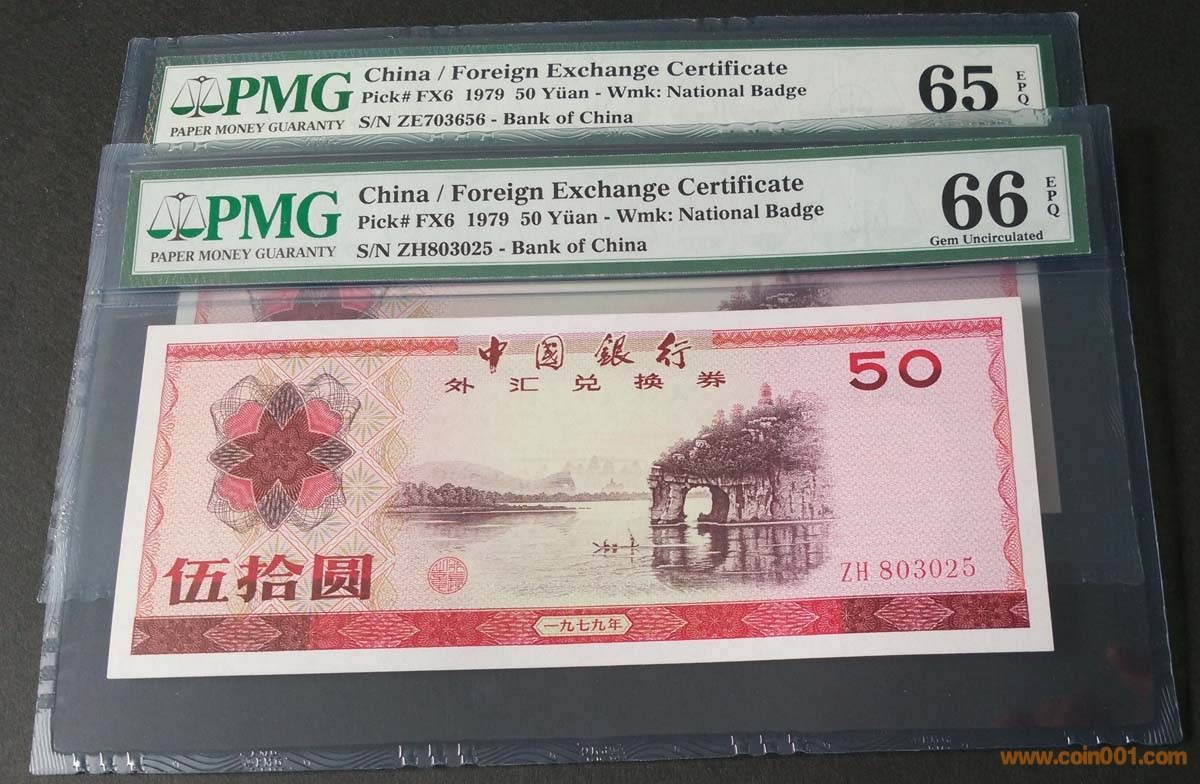 PMG
PAPER MONEY GUARANTY
China / Foreign Exchange Certificate
Pick# FX6 1979 50 Yüan - Wmk: National Badge
S/N ZE703656 - Bank of China
65 EPQ
PMG
PAPER MONEY GUARANTY
China / Foreign Exchange Certificate
Pick# FX6 1979 50 Yüan - Wmk: National Badge
S/N ZH803025 - Bank of China
66 EPQ
Gem Uncirculated
中國銀行
外汇兑换券
50
伍拾圆
ZH 803025
一九七九年
www.coin001.com